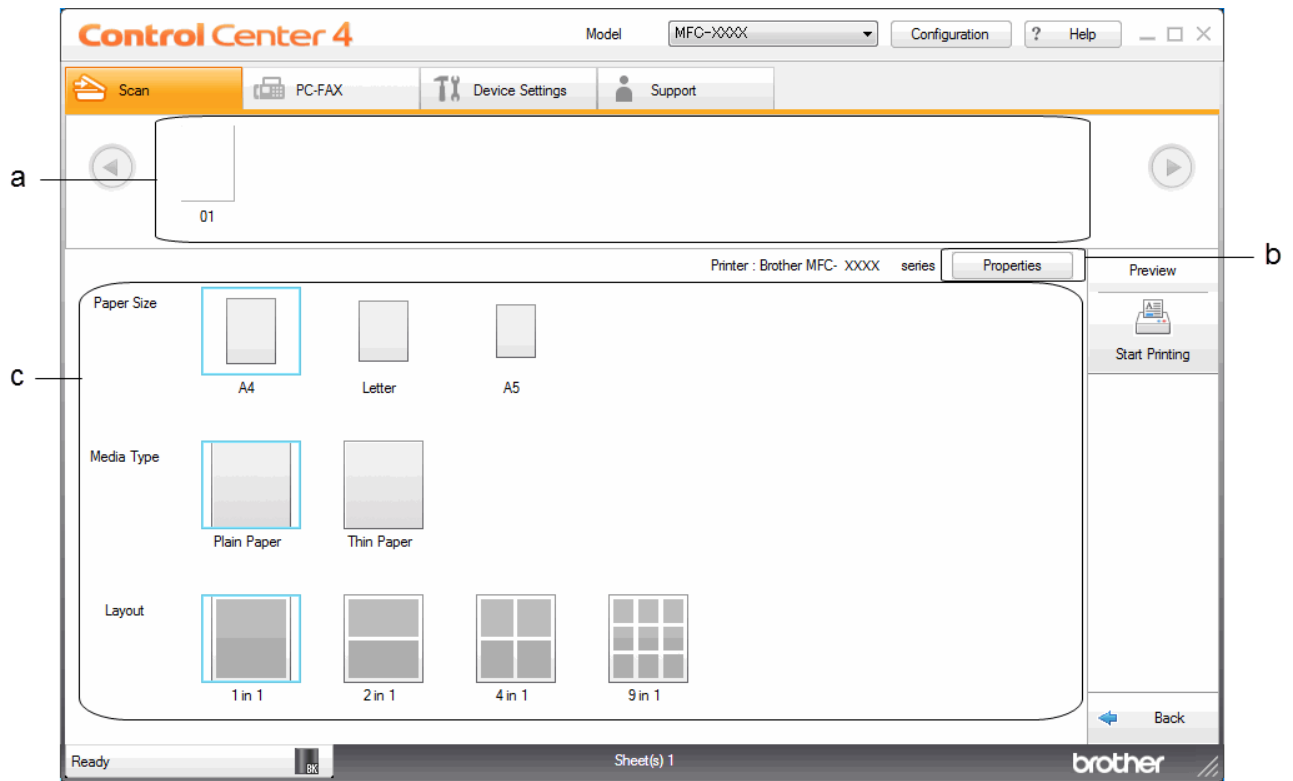 Control Center 4
Model MFC-XXXX Configuration ? Help
Scan PC-FAX Device Settings Support
a
01
Printer : Brother MFC- XXXX series Properties
b
Preview
Start Printing
c
Paper Size
A4 Letter A5
Media Type
Plain Paper Thin Paper
Layout
1 in 1 2 in 1 4 in 1 9 in 1
Back
Ready BK Sheet(s) 1 brother